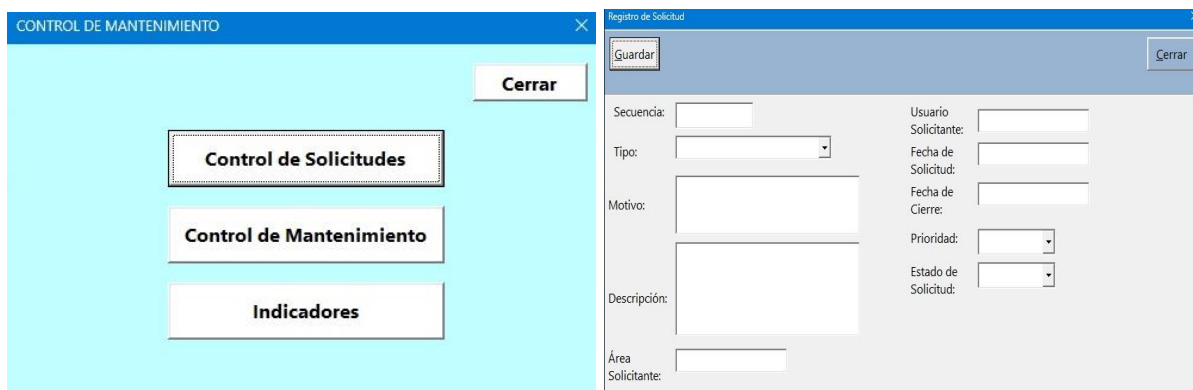 CONTROL DE MANTENIMIENTO
Cerrar
Control de Solicitudes
Control de Mantenimiento
Indicadores
Registro de Solicitud
Guardar
Cerrar
Secuencia:
Tipo:
Motivo:
Descripción:
Área
Solicitante:
Usuario
Solicitante:
Fecha de
Solicitud:
Fecha de
Cierre:
Prioridad:
Estado de
Solicitud: